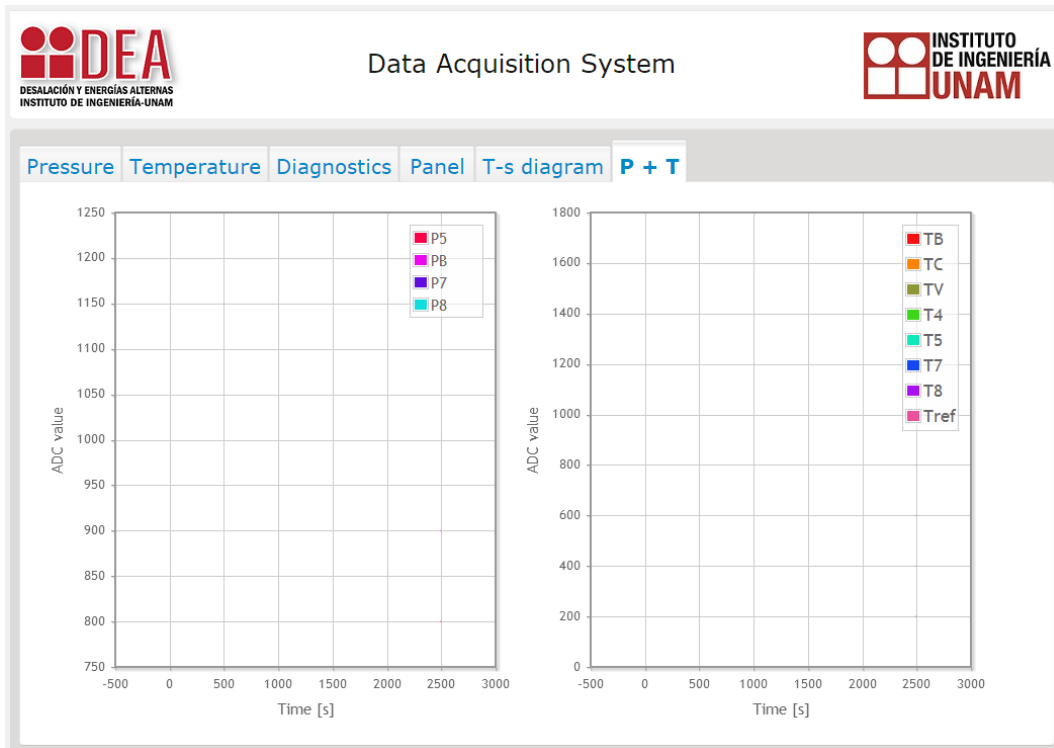 DEA
DESALACIÓN Y ENERGÍAS ALTERNAS
INSTITUTO DE INGENIERÍA-UNAM
Data Acquisition System
INSTITUTO
DE INGENIERÍA
UNAM
Pressure Temperature Diagnostics Panel T-s diagram P + T
1250
1200
1150
1100
1050
1000
950
900
850
800
750
ADC value
P5
PB
P7
P8
-500 0 500 1000 1500 2000 2500 3000
Time [s]
1800
1600
1400
1200
1000
800
600
400
200
0
ADC value
TB
TC
TV
T4
T5
T7
T8
Tref
-500 0 500 1000 1500 2000 2500 3000
Time [s]